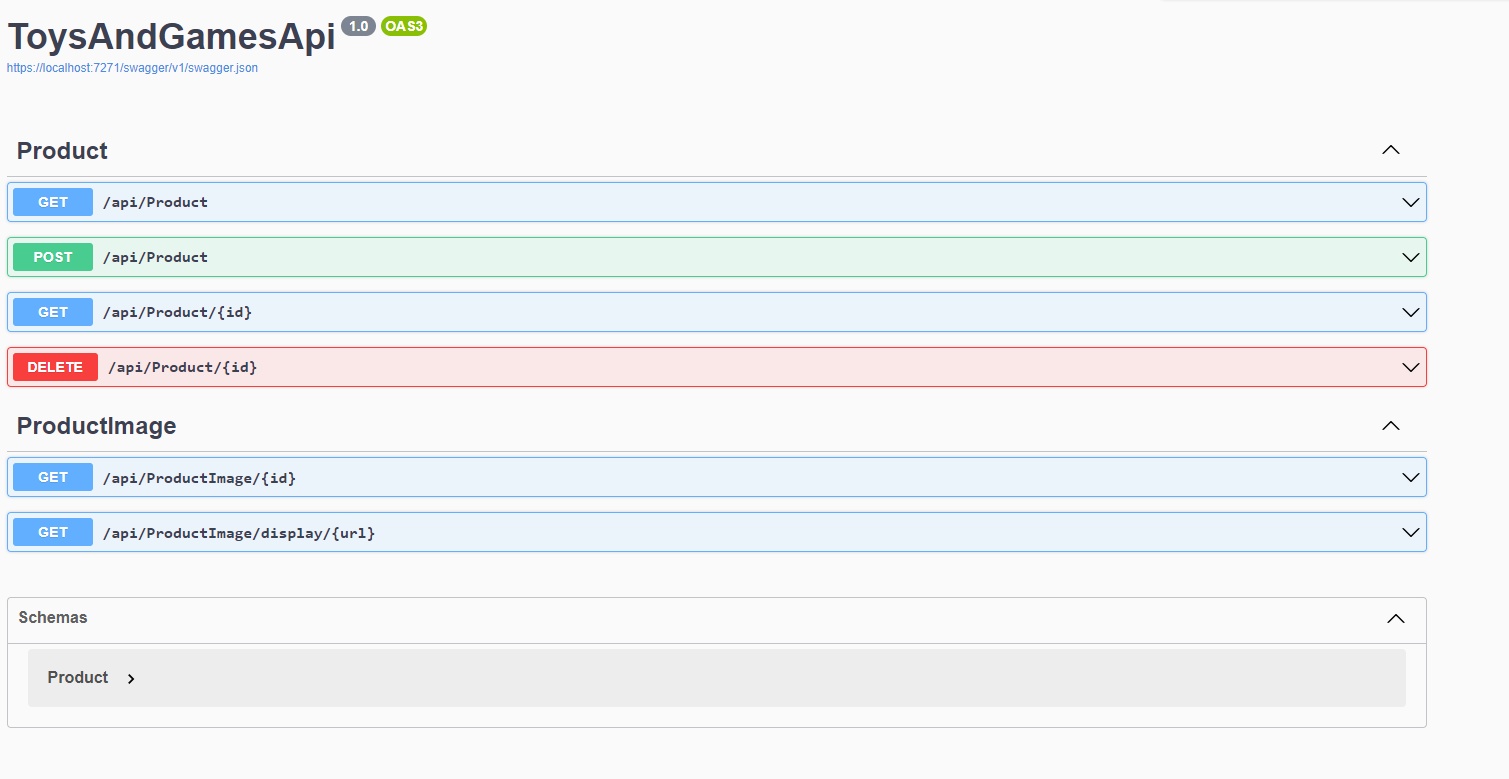 ToysAndGamesApi 1.0 OAS3
https://localhost:7271/swagger/v1/swagger.json
Product
GET /api/Product
POST /api/Product
GET /api/Product/{id}
DELETE /api/Product/{id}
ProductImage
GET /api/ProductImage/{id}
GET /api/ProductImage/display/{url}
Schemas
Product